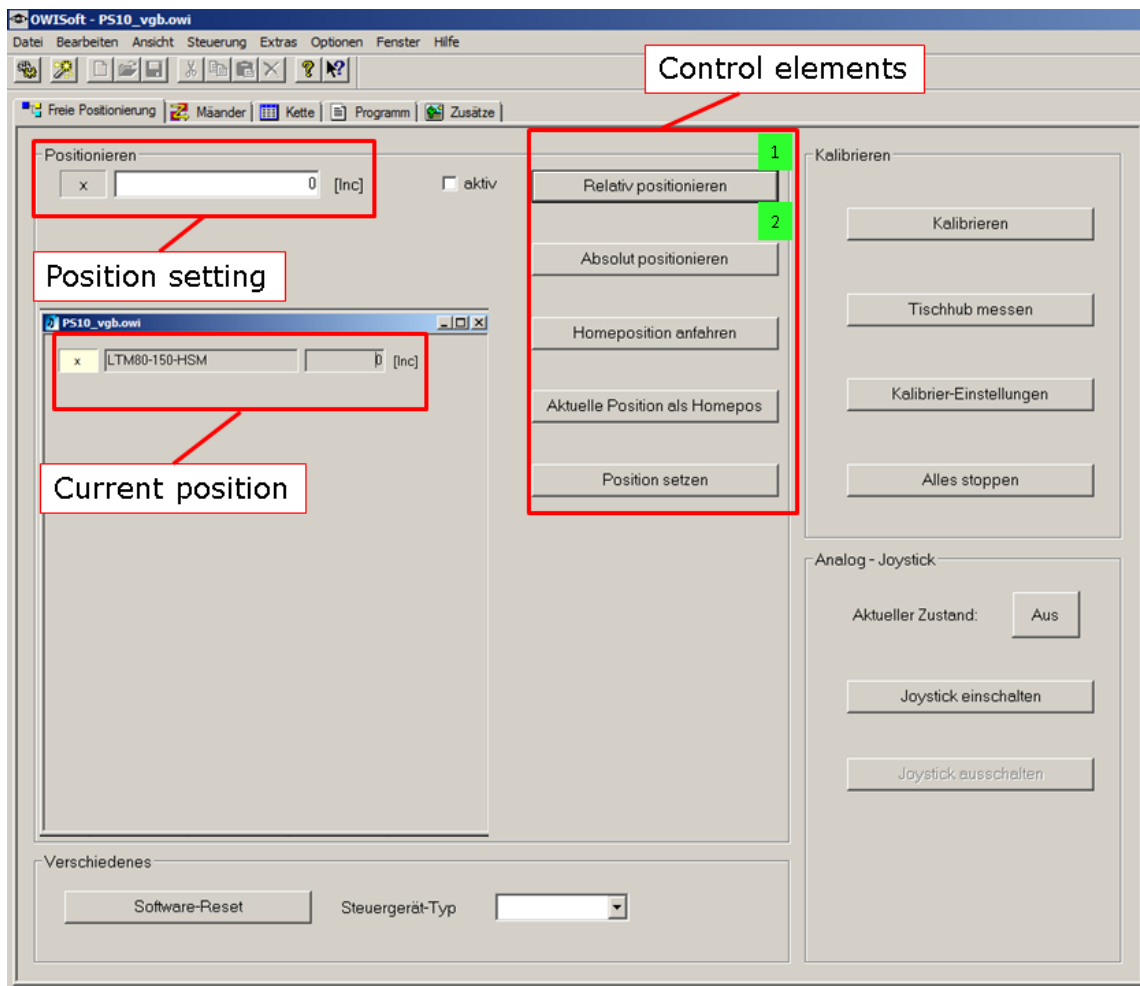 OWISoft - PS10_vgb.owi
Datei Bearbeiten Ansicht Steuerung Extras Optionen Fenster Hilfe
Control elements
Freie Positionierung Mäander Kette Programm Zusätze
Positionieren
x 0 [Inc] aktiv
Position setting
1
Relativ positionieren
2
Absolut positionieren
Homeposition anfahren
Aktuelle Position als Homepos
Position setzen
PS10_vgb.owi
x LTM80-150-HSM 0 [Inc]
Current position
Kalibrieren
Kalibrieren
Tischhub messen
Kalibrier-Einstellungen
Alles stoppen
Analog - Joystick
Aktueller Zustand: Aus
Joystick einschalten
Joystick ausschalten
Verschiedenes
Software-Reset Steuergerät-Typ